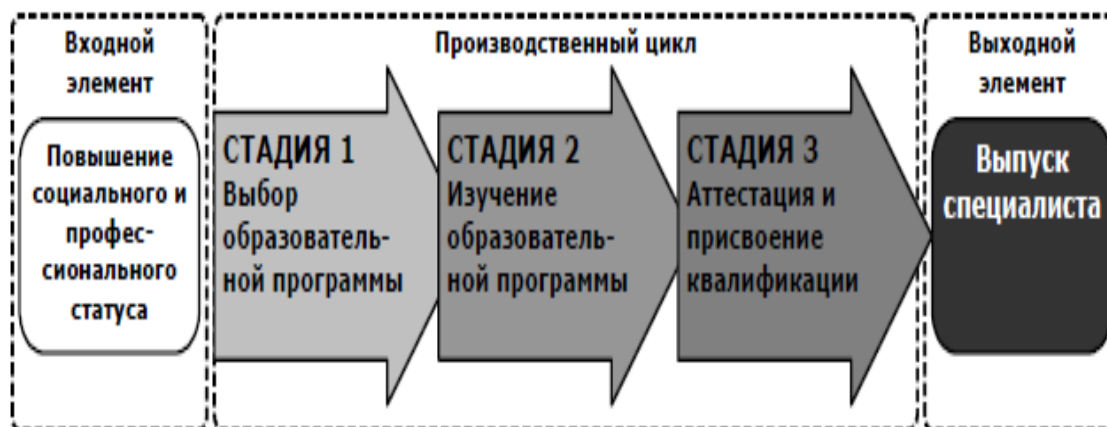 Входной
элемент
Повышение
социального и
профес-
сионального
статуса
Производственный цикл
СТАДИЯ 1
Выбор
образователь-
ной программы
СТАДИЯ 2
Изучение
образователь-
ной программы
СТАДИЯ 3
Аттестация и
присвоение
квалификации
Выходной
элемент
Выпуск
специалиста